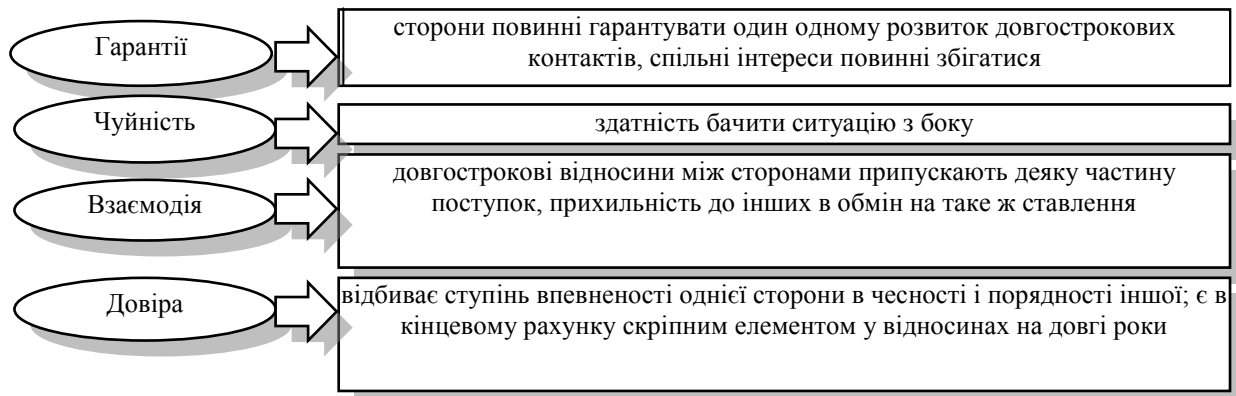 Гарантії
сторони повинні гарантувати один одному розвиток довгострокових
контактів, спільні інтереси повинні збігатися
Чуйність
здатність бачити ситуацію з боку
Взаємодія
довгострокові відносини між сторонами припускають деяку частину
поступок, прихильність до інших в обмін на таке ж ставлення
Довіра
відбиває ступінь впевненості однієї сторони в чесності і порядності іншої; є в
кінцевому рахунку скріпним елементом у відносинах на довгі роки